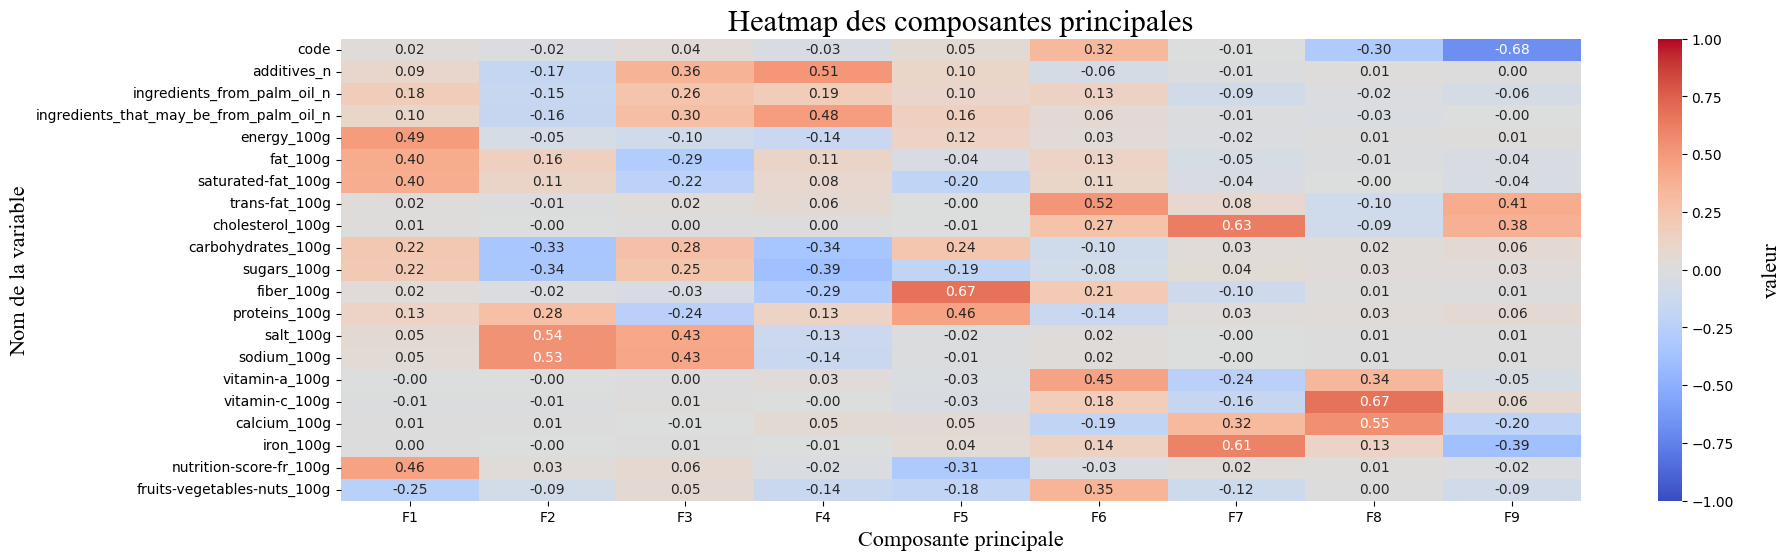 Heatmap des composantes principales
Nom de la variable
code 0.02 -0.02 0.04 -0.03 0.05 0.32 -0.01 -0.30 -0.68
additives_n 0.09 -0.17 0.36 0.51 0.10 -0.06 -0.01 0.01 0.00
ingredients_from_palm_oil_n 0.18 -0.15 0.26 0.19 0.10 0.13 -0.09 -0.02 -0.06
ingredients_that_may_be_from_palm_oil_n 0.10 -0.16 0.30 0.48 0.16 0.06 -0.01 -0.03 -0.00
energy_100g 0.49 -0.05 -0.10 -0.14 0.12 0.03 -0.02 0.01 0.01
fat_100g 0.40 0.16 -0.29 0.11 -0.04 0.13 -0.05 -0.01 -0.04
saturated-fat_100g 0.40 0.11 -0.22 0.08 -0.20 0.11 -0.04 -0.00 -0.04
trans-fat_100g 0.02 -0.01 0.02 0.06 -0.00 0.52 0.08 -0.10 0.41
cholesterol_100g 0.01 -0.00 0.00 0.00 -0.01 0.27 0.63 -0.09 0.38
carbohydrates_100g 0.22 -0.33 0.28 -0.34 0.24 -0.10 0.03 0.02 0.06
sugars_100g 0.22 -0.34 0.25 -0.39 -0.19 -0.08 0.04 0.03 0.03
fiber_100g 0.02 -0.02 -0.03 -0.29 0.67 0.21 -0.10 0.01 0.01
proteins_100g 0.13 0.28 -0.24 0.13 0.46 -0.14 0.03 0.03 0.06
salt_100g 0.05 0.54 0.43 -0.13 -0.02 0.02 -0.00 0.01 0.01
sodium_100g 0.05 0.53 0.43 -0.14 -0.01 0.02 -0.00 0.01 0.01
vitamin-a_100g -0.00 -0.00 0.00 0.03 -0.03 0.45 -0.24 0.34 -0.05
vitamin-c_100g -0.01 -0.01 0.01 -0.00 -0.03 0.18 -0.16 0.67 0.06
calcium_100g 0.01 0.01 -0.01 0.05 0.05 -0.19 0.32 0.55 -0.20
iron_100g 0.00 -0.00 0.01 -0.01 0.04 0.14 0.61 0.13 -0.39
nutrition-score-fr_100g 0.46 0.03 0.06 -0.02 -0.31 -0.03 0.02 0.01 -0.02
fruits-vegetables-nuts_100g -0.25 -0.09 0.05 -0.14 -0.18 0.35 -0.12 0.00 -0.09
F1 F2 F3 F4 F5 F6 F7 F8 F9
Composante principale
1.00
0.75
0.50
0.25
0.00
−0.25
−0.50
−0.75
−1.00
valeur